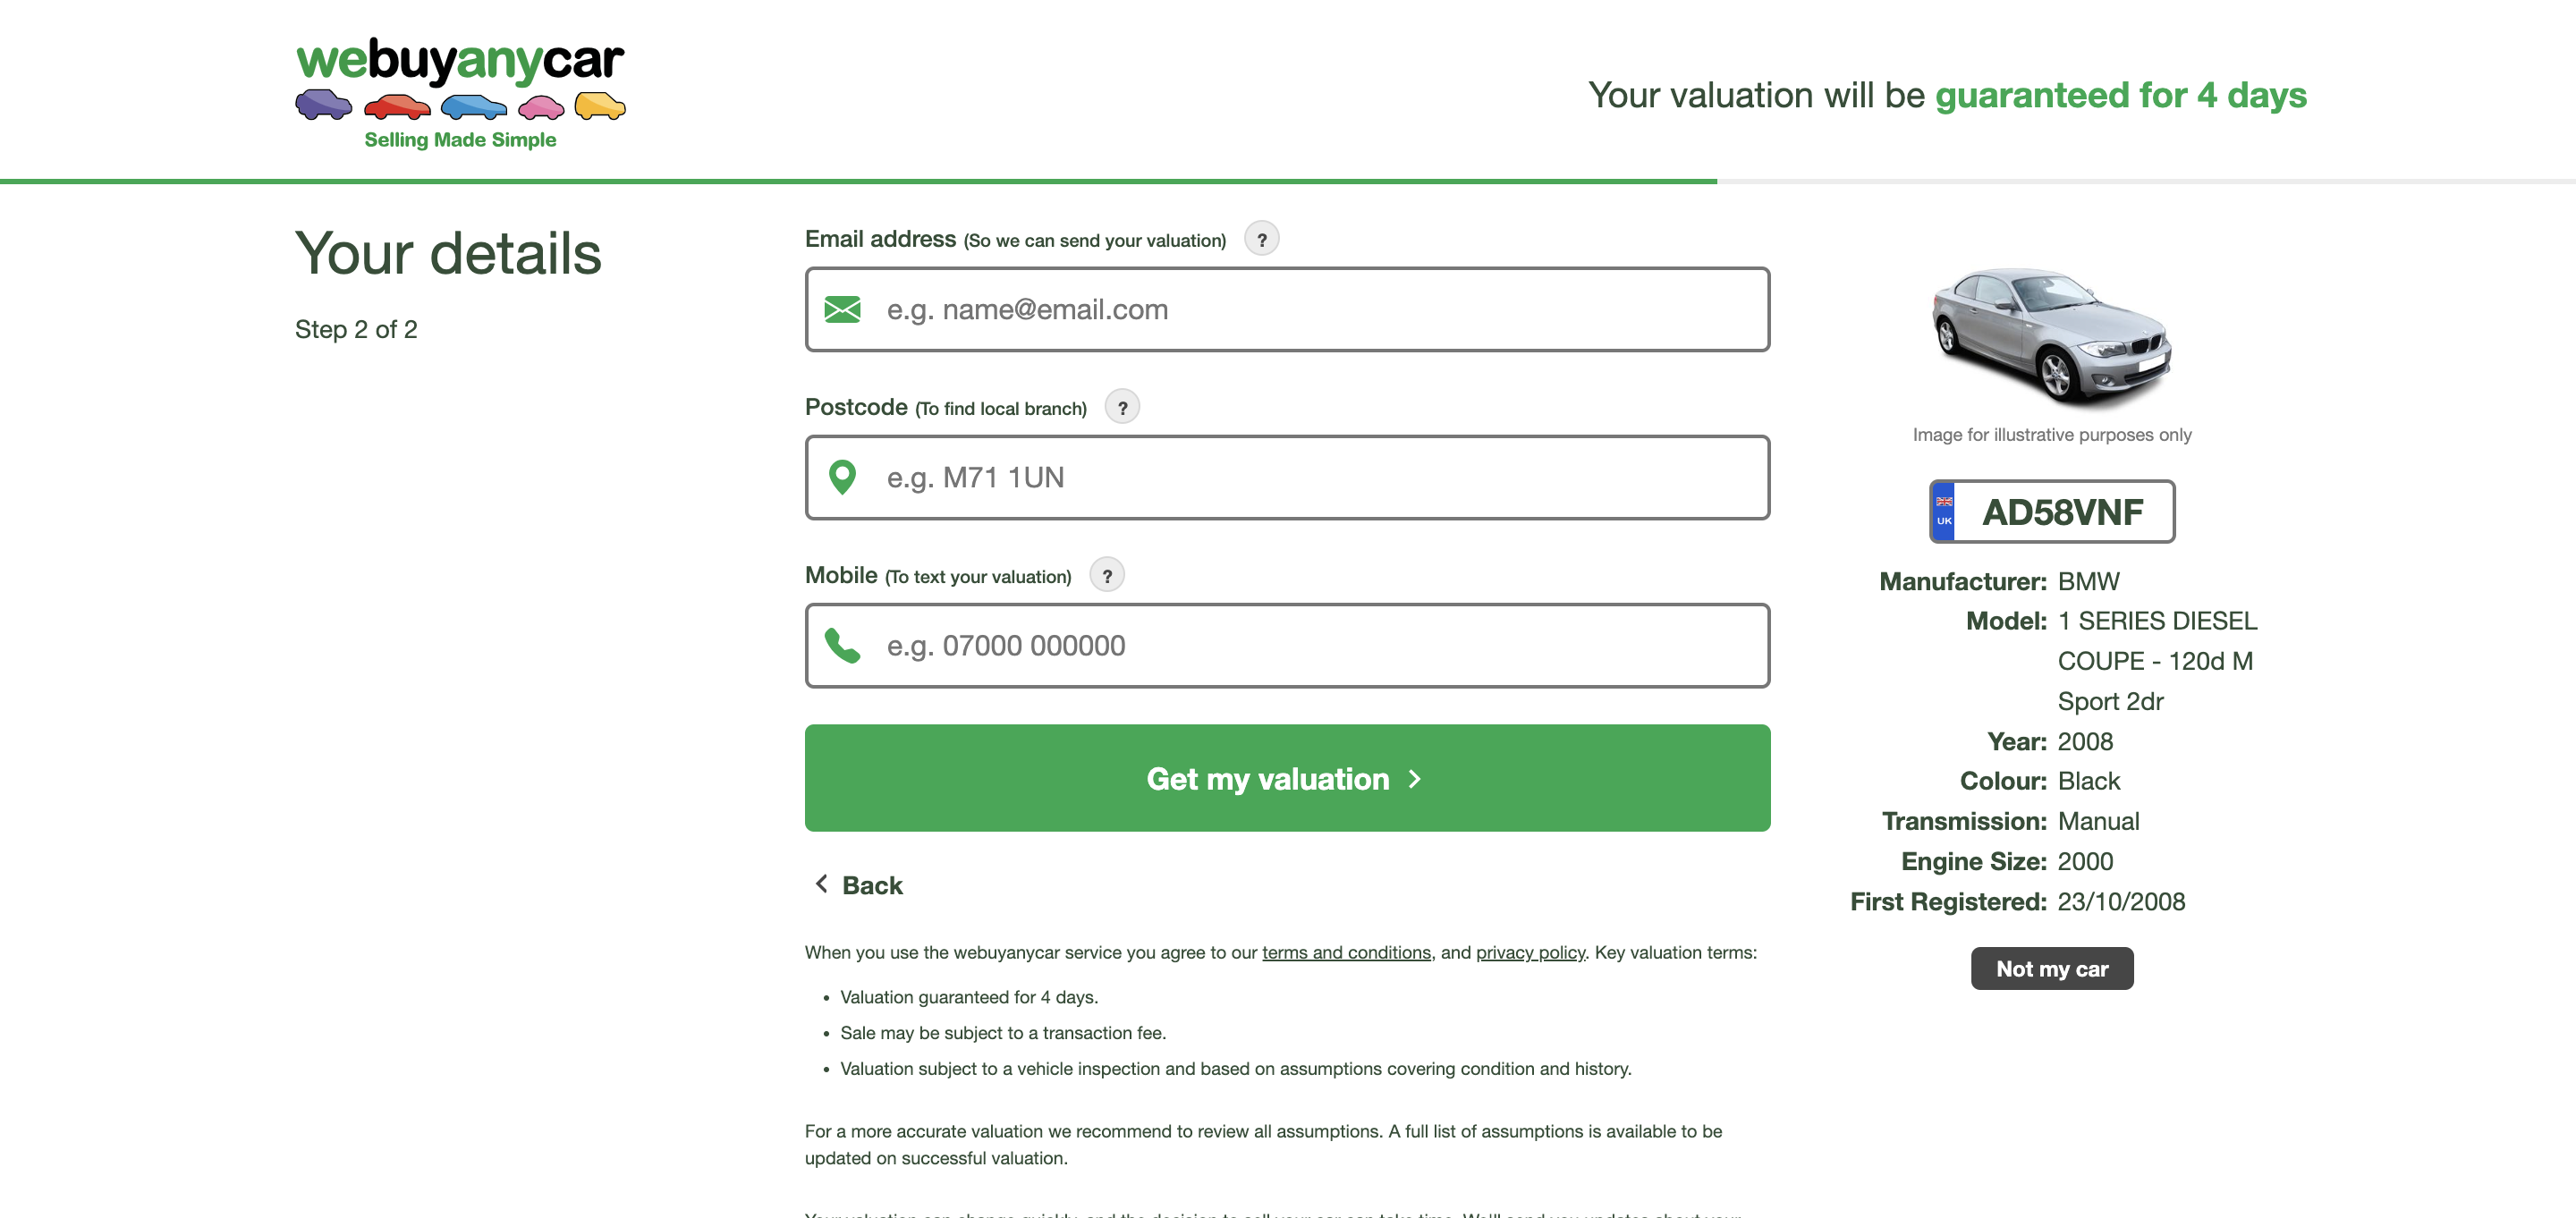 webuyanycar
Selling Made Simple
Your valuation will be guaranteed for 4 days
Your details
Step 2 of 2
Email address (So we can send your valuation) ?
e.g. name@email.com
Postcode (To find local branch) ?
e.g. M71 1UN
Mobile (To text your valuation) ?
e.g. 07000 000000
Get my valuation
Back
When you use the webuyanycar service you agree to our terms and conditions, and privacy policy. Key valuation terms:
• Valuation guaranteed for 4 days.
• Sale may be subject to a transaction fee.
• Valuation subject to a vehicle inspection and based on assumptions covering condition and history.
For a more accurate valuation we recommend to review all assumptions. A full list of assumptions is available to be
updated on successful valuation.
Image for illustrative purposes only
UK AD58VNF
Manufacturer: BMW
Model: 1 SERIES DIESEL
COUPE - 120d M
Sport 2dr
Year: 2008
Colour: Black
Transmission: Manual
Engine Size: 2000
First Registered: 23/10/2008
Not my car